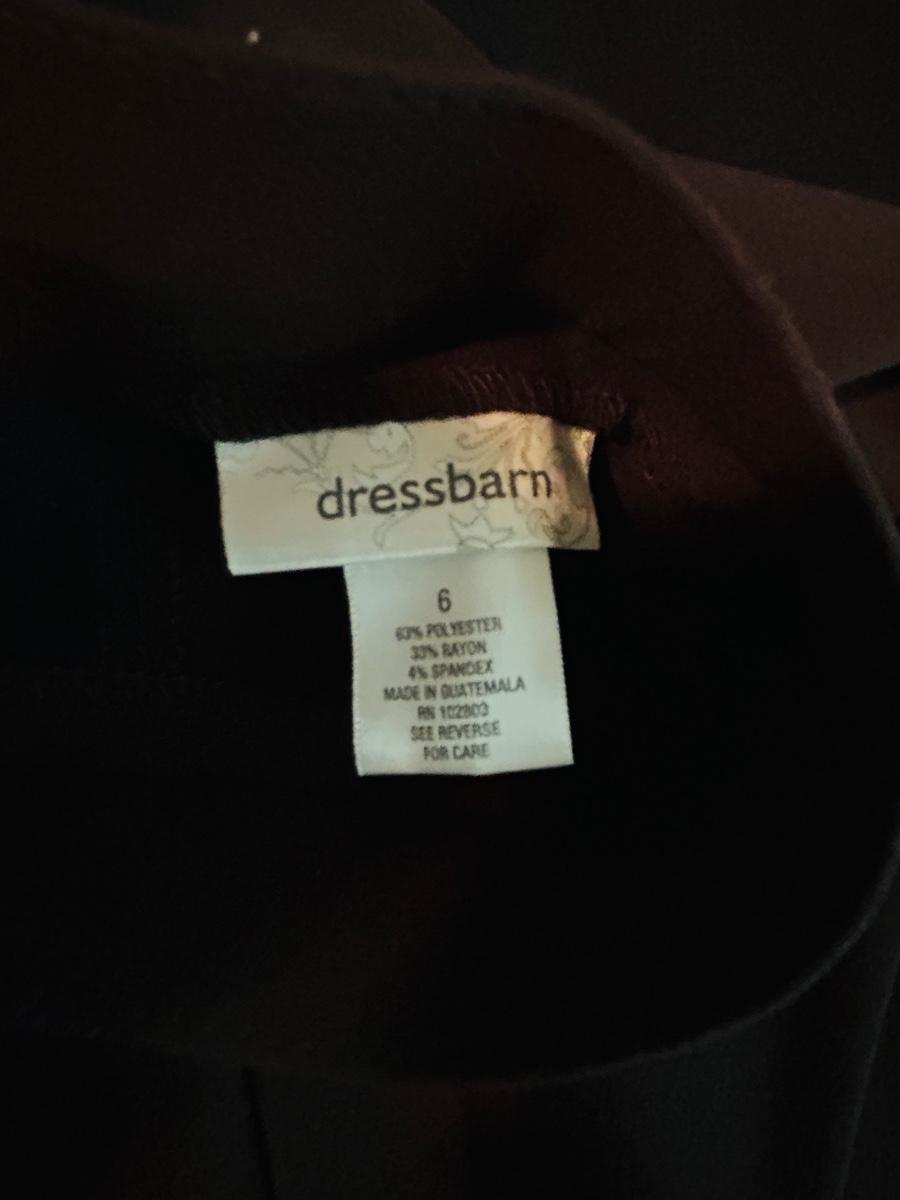 dressbarn
6
63% POLYESTER
33% RAYON
4% SPANDEX
MADE IN GUATEMALA
RN 102803
SEE REVERSE
FOR CARE